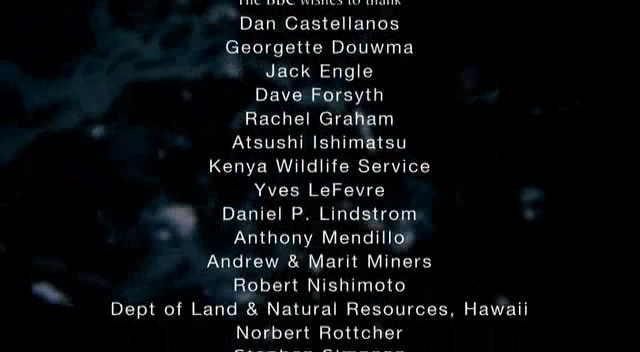 The BBC wishes to thank
Dan Castellanos
Georgette Douwma
Jack Engle
Dave Forsyth
Rachel Graham
Atsushi Ishimatsu
Kenya Wildlife Service
Yves LeFevre
Daniel P. Lindstrom
Anthony Mendillo
Andrew & Marit Miners
Robert Nishimoto
Dept of Land & Natural Resources, Hawaii
Norbert Rottcher